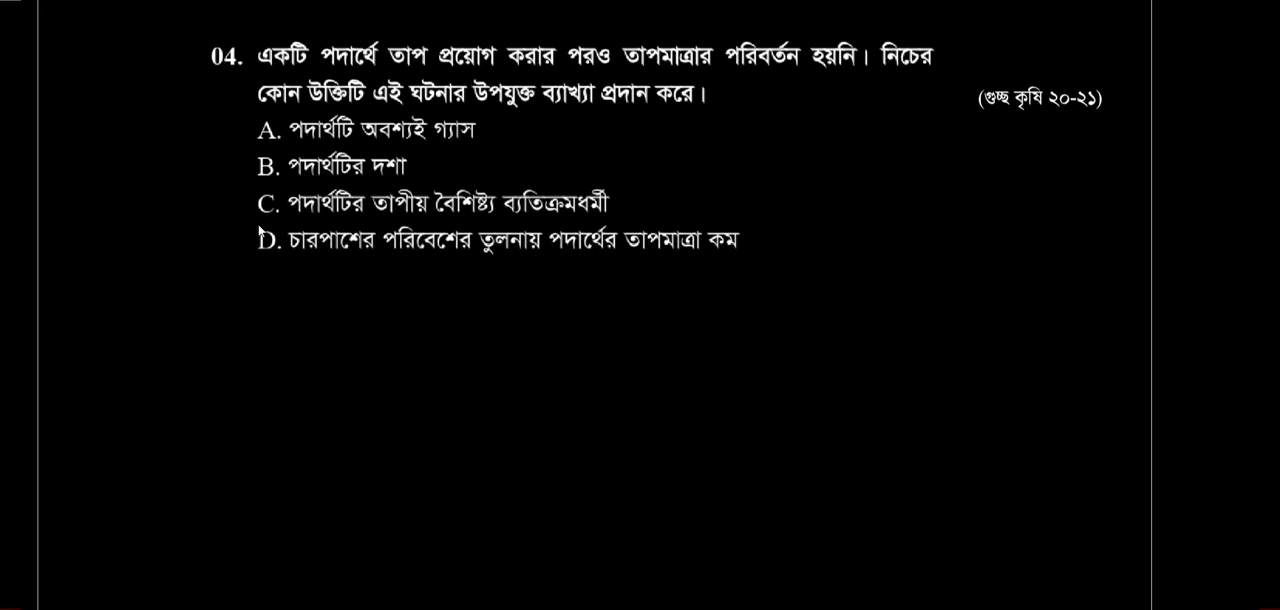 04. একটি পদার্থে তাপ প্রয়োগ করার পরও তাপমাত্রার পরিবর্তন হয়নি। নিচের
কোন উক্তিটি এই ঘটনার উপযুক্ত ব্যাখ্যা প্রদান করে। (গুচ্ছ কৃষি ২০-২১)
A. পদার্থটি অবশ্যই গ্যাস
B. পদার্থটির দশা
C. পদার্থটির তাপীয় বৈশিষ্ট্য ব্যতিক্রমধর্মী
D. চারপাশের পরিবেশের তুলনায় পদার্থের তাপমাত্রা কম